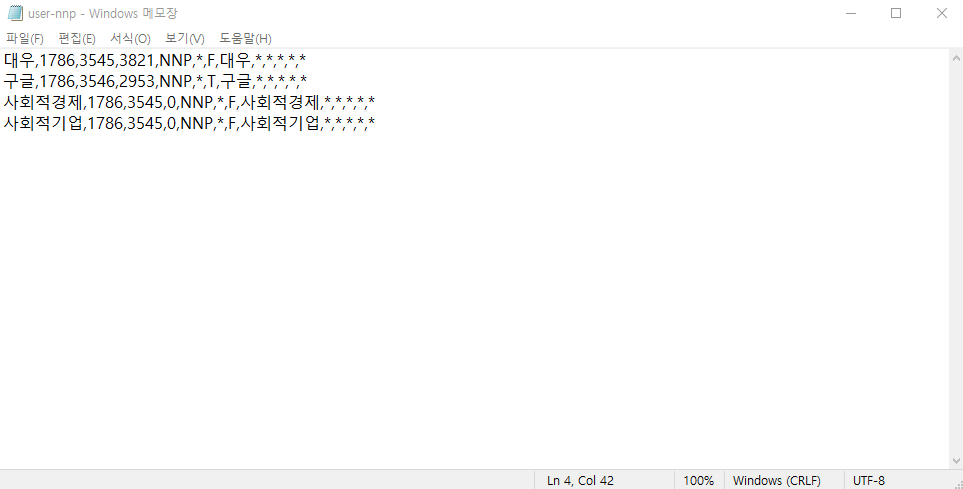 user-nnp - Windows 메모장
파일(F) 편집(E) 서식(O) 보기(V) 도움말(H)
대우,1786,3545,3821,NNP,*,F,대우,*,*,*,*,*
구글,1786,3546,2953,NNP,*,T,구글,*,*,*,*,*
사회적경제,1786,3545,0,NNP,*,F,사회적경제,*,*,*,*,*
사회적기업,1786,3545,0,NNP,*,F,사회적기업,*,*,*,*,*
Ln 4, Col 42 100% Windows (CRLF) UTF-8